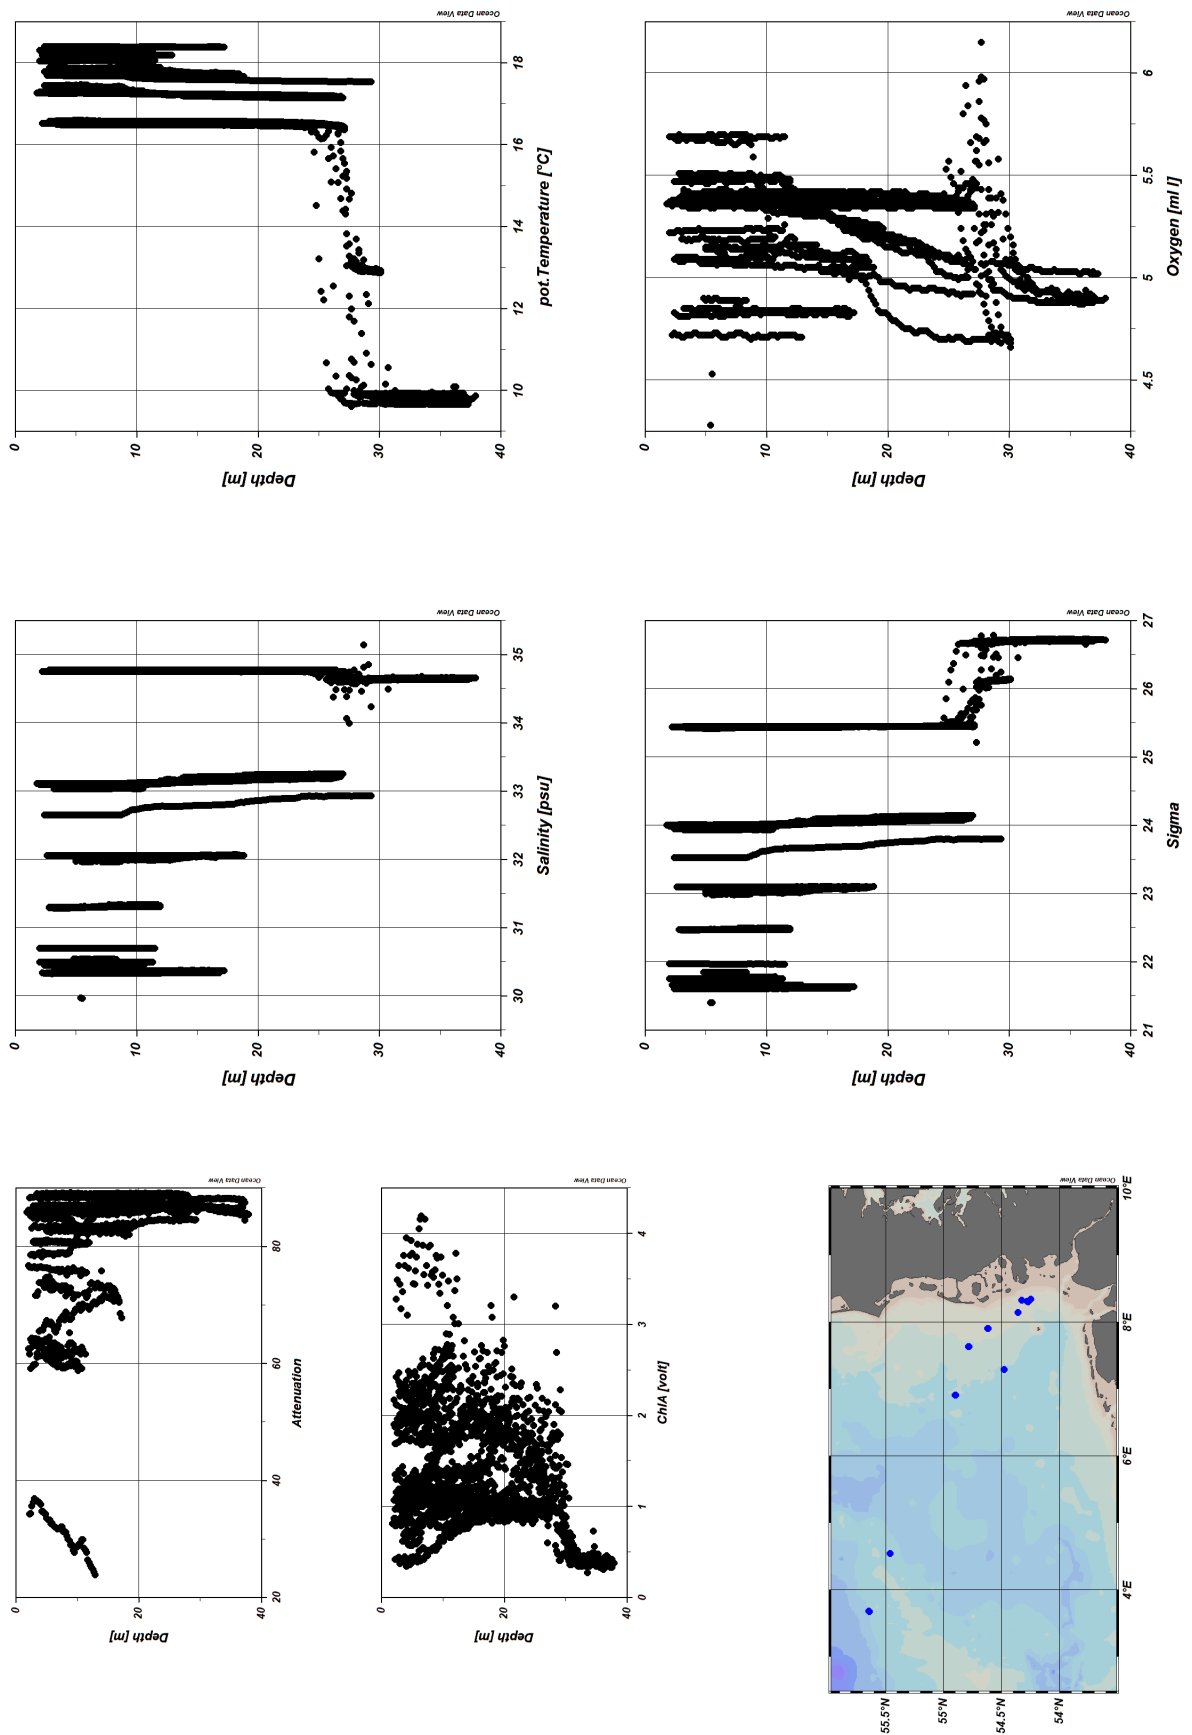 Ocean Data View
0
20
40
Depth [m]
20
40
60
80
Attenuation
Ocean Data View
0
20
40
Depth [m]
0
1
2
3
4
ChlA [volt]
Ocean Data View
55.5°N
55°N
54.5°N
54°N
4°E
6°E
8°E
10°E
Ocean Data View
0
10
20
30
40
Depth [m]
30
31
32
33
34
35
Salinity [psu]
Ocean Data View
0
10
20
30
40
Depth [m]
21
22
23
24
25
26
27
Sigma
Ocean Data View
0
10
20
30
40
Depth [m]
10
12
14
16
18
pot.Temperature [°C]
Ocean Data View
0
10
20
30
40
Depth [m]
4.5
5
5.5
6
Oxygen [ml l]